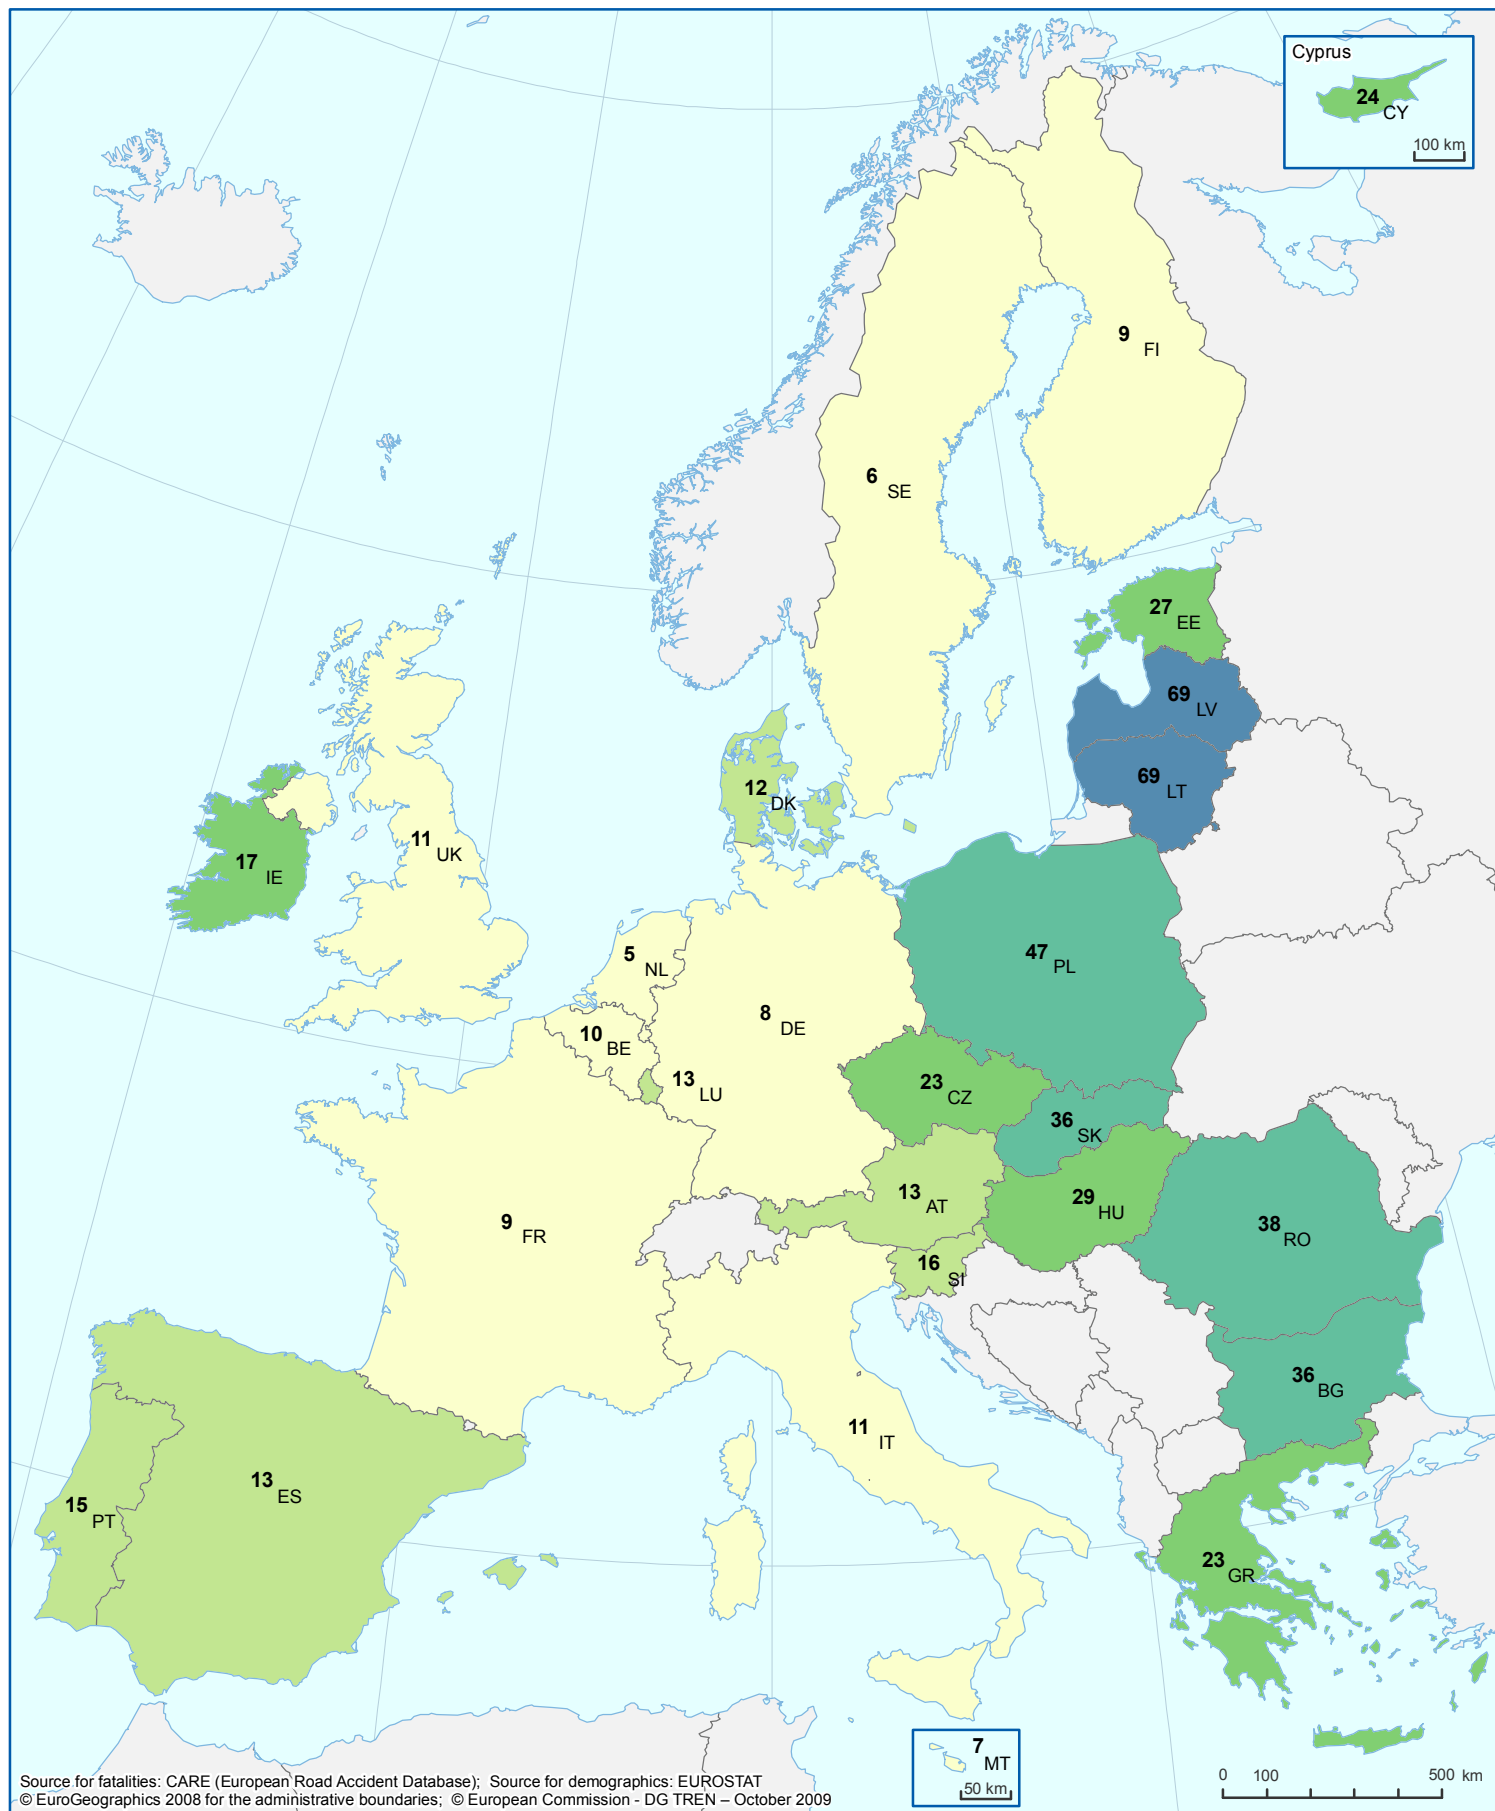 Cyprus
24
CY
100 km
9
FI
6
SE
27
EE
69
LV
69
LT
12
DK
11
UK
17
IE
5
NL
47
PL
8
DE
10
BE
13
LU
23
CZ
36
SK
13
AT
29
HU
9
FR
38
RO
16
SI
36
BG
11
IT
13
ES
15
PT
23
GR
7
MT
50 km
0 100 500 km
Source for fatalities: CARE (European Road Accident Database); Source for demographics: EUROSTAT
© EuroGeographics 2008 for the administrative boundaries; © European Commission - DG TREN – October 2009